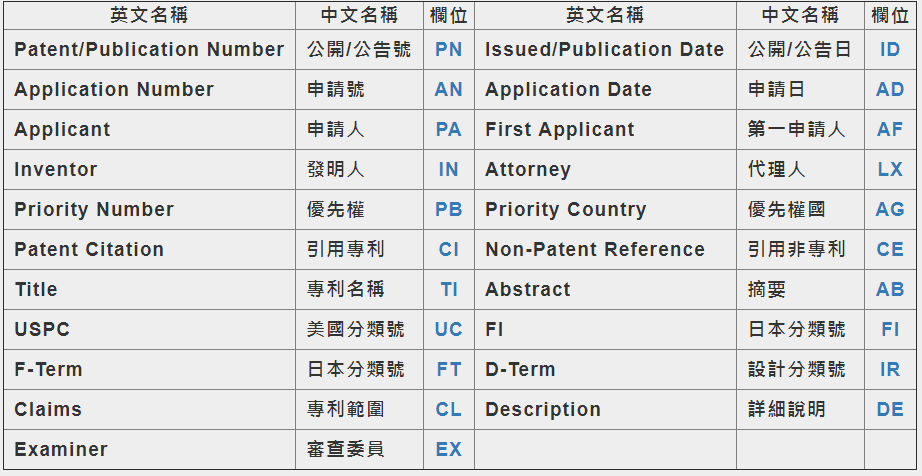 英文名稱 中文名稱 欄位 英文名稱 中文名稱 欄位
Patent/Publication Number 公開/公告號 PN Issued/Publication Date 公開/公告日 ID
Application Number 申請號 AN Application Date 申請日 AD
Applicant 申請人 PA First Applicant 第一申請人 AF
Inventor 發明人 IN Attorney 代理人 LX
Priority Number 優先權 PB Priority Country 優先權國 AG
Patent Citation 引用專利 CI Non-Patent Reference 引用非專利 CE
Title 專利名稱 TI Abstract 摘要 AB
USPC 美國分類號 UC FI 日本分類號 FI
F-Term 日本分類號 FT D-Term 設計分類號 IR
Claims 專利範圍 CL Description 詳細說明 DE
Examiner 審查委員 EX